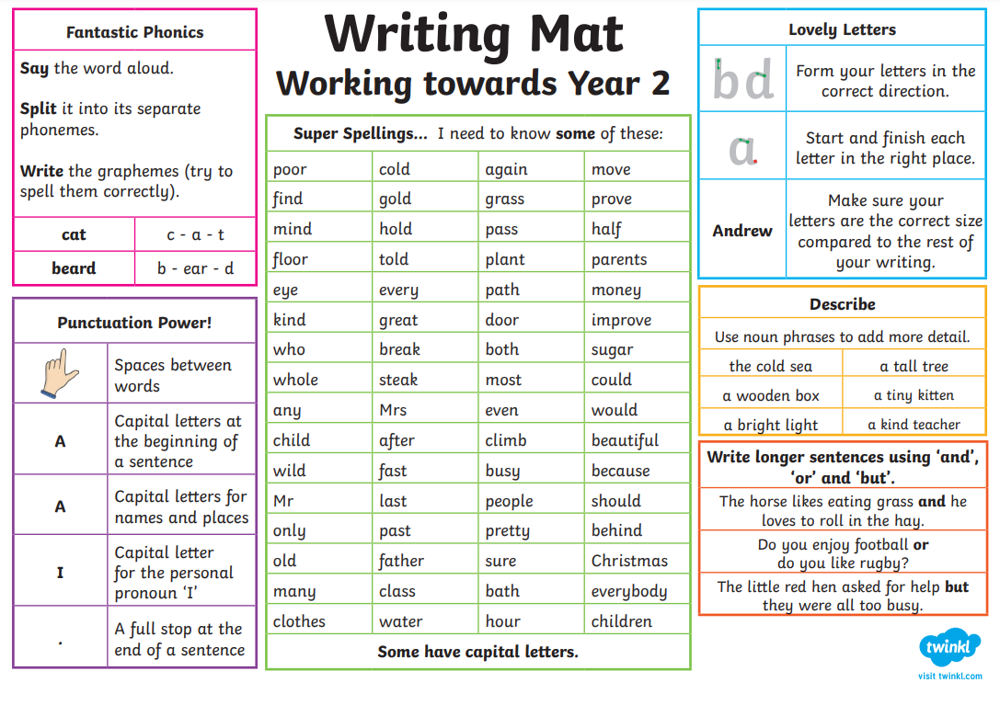 Writing Mat
Working towards Year 2
Fantastic Phonics
Say the word aloud.
Split it into its separate
phonemes.
Write the graphemes (try to
spell them correctly).
cat c - a - t
beard b - ear - d
Punctuation Power!
Spaces between
words
A
Capital letters at
the beginning of
a sentence
A
Capital letters for
names and places
I
Capital letter
for the personal
pronoun ‘I’
.
A full stop at the
end of a sentence
Super Spellings... I need to know some of these:
poor cold again move
find gold grass prove
mind hold pass half
floor told plant parents
eye every path money
kind great door improve
who break both sugar
whole steak most could
any Mrs even would
child after climb beautiful
wild fast busy because
Mr last people should
only past pretty behind
old father sure Christmas
many class bath everybody
clothes water hour children
Some have capital letters.
Lovely Letters
bd
Form your letters in the
correct direction.
a
Start and finish each
letter in the right place.
Andrew
Make sure your
letters are the correct size
compared to the rest of
your writing.
Describe
Use noun phrases to add more detail.
the cold sea a tall tree
a wooden box a tiny kitten
a bright light a kind teacher
Write longer sentences using ‘and’,
‘or’ and ‘but’.
The horse likes eating grass and he
loves to roll in the hay.
Do you enjoy football or
do you like rugby?
The little red hen asked for help but
they were all too busy.
twinkl
visit twinkl.com